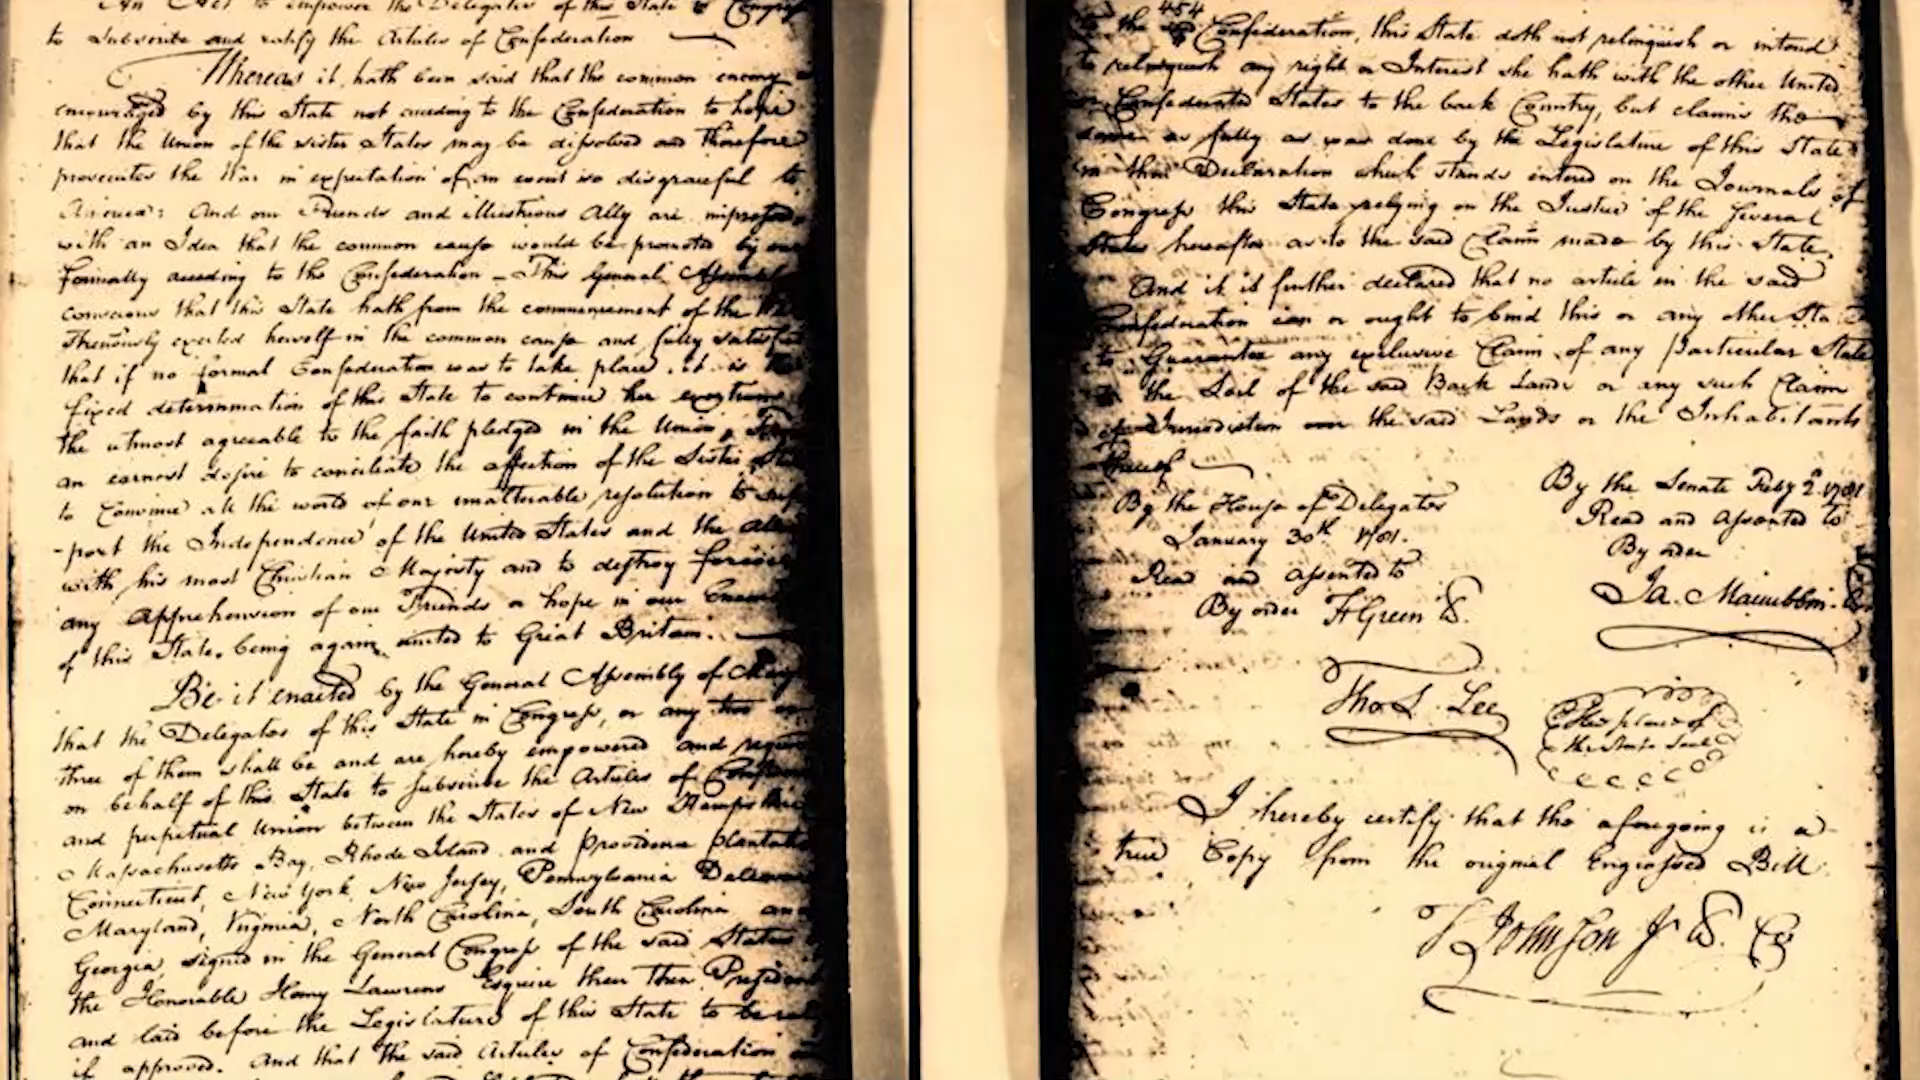 An Act to empower the Delegates of this State in Congress
to subscribe and ratify the Articles of Confederation
Whereas it hath been said that the common enemy is
encouraged by this State not acceding to the Confederation to hope
that the Union of the sister States may be dissolved and therefore
prosecutes the War in expectation of an event so disgraceful to
America: And our Friends and illustrious Ally are impressed
with an Idea that the common cause would be promoted by our
formally acceding to the Confederation - This General Assembly
conscious that this State hath from the commencement of the War
strenuously exerted herself in the common cause and fully satisfied
that if no formal Confederation was to take place, it is the
fixed determination of this State to continue her exertions
the utmost agreeable to the faith pledged in the Union,
an earnest desire to conciliate the affection of the Sister
to Convince all the world of our unalterable resolution to sup
-port the Independence of the United States and the alli
with his most Christian Majesty and to destroy forever
any Apprehension of our Friends or hope in our Enemies
of this State, being again united to Great Britain.
Be it enacted by the General Assembly of Mary
that the Delegates of this State in Congress, or any two or
three of them shall be and are hereby empowered and required
on behalf of this State to subscribe the Articles of Confeder
and perpetual Union between the States of New Hampshire
Massachusetts Bay, Rhode Island and Providence plantati
Connecticut, New York, New Jersey, Pennsylvania Delaware
Maryland, Virginia, North Carolina, South Carolina and
Georgia, signed in the General Congress of the said States
the Honorable Henry Lawrens Esquire then Then President
and laid before the Legislature of this State to be rat
if approved. And that the said Articles of Confederation
454
to the Confederation, this State doth not relinquish or intend
to relinquish any right or Interest she hath with the other United
or Confederated States to the back Country, but claims the
same as fully as was done by the Legislature of this State
in their Declaration which stands entered on the Journals of
Congress this State relying on the Justice of the several
States hereafter as to the said Claim made by this State.
And it is further declared that no article in the said
Confederation can or ought to bind this or any other State
to Guarantee any exclusive Claim of any Particular State
to the Soil of the said Back Lands or any such Claim
of Jurisdiction over the said Lands or the Inhabitants
thereof
By the House of Delegates
January 30th 1781.
Read and assented to
By order F Green
By the Senate Feby 2 1781
Read and assented to
By order
Ja. Maccubbin
Tho. S. Lee
The place of
the State Seal
I hereby certify that the aforegoing is a
true Copy from the original Engrossed Bill
T Johnson Jr